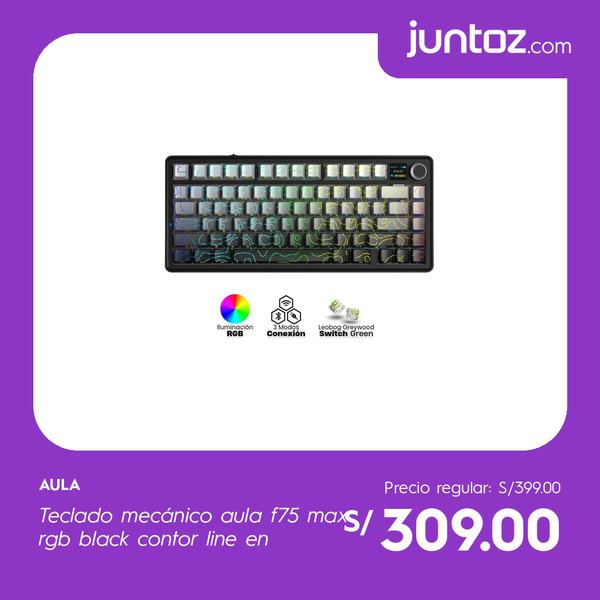 juntoz.com
Iluminación
RGB
3 Modos
Conexión
Leobog Greywood
Switch Green
AULA
Precio regular: S/399.00
Teclado mecánico aula f75 max
rgb black contor line en
S/ 309.00